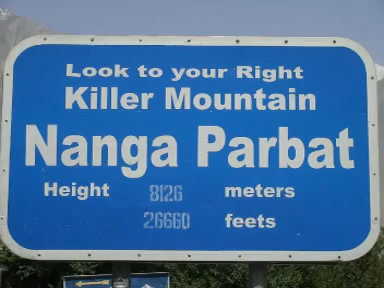 Look to your Right
Killer Mountain
Nanga Parbat
Height 8126 meters
26660 feets